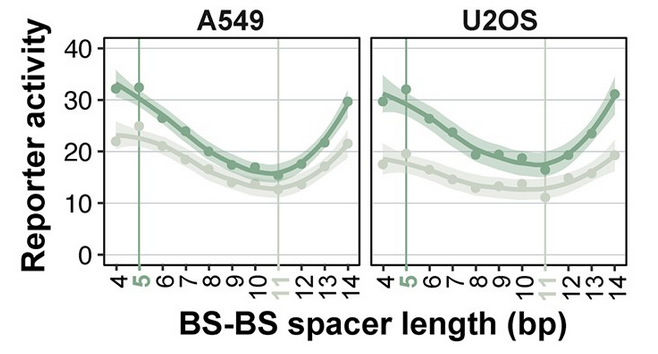 A549 U2OS
Reporter activity
40
30
20
10
0
4 5 6 7 8 9 10 11 12 13 14 4 5 6 7 8 9 10 11 12 13 14
BS-BS spacer length (bp)